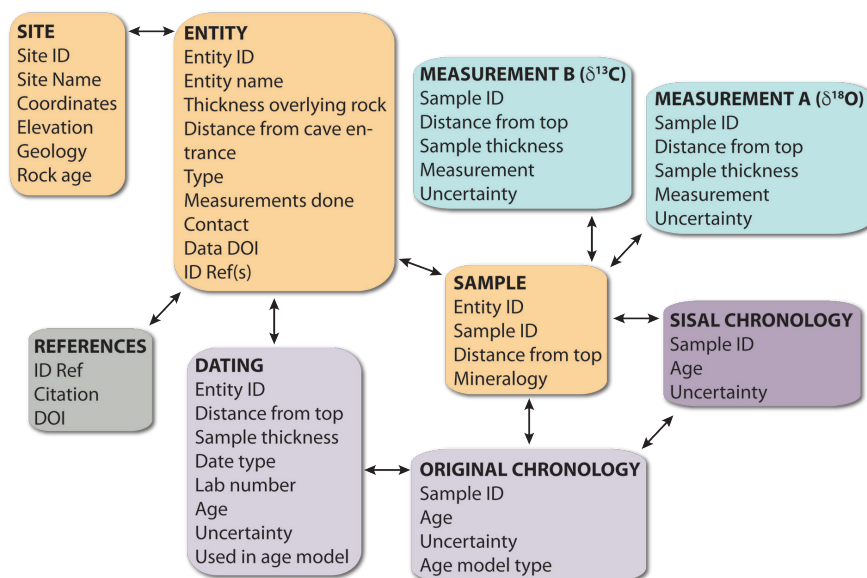 SITE
Site ID
Site Name
Coordinates
Elevation
Geology
Rock age
ENTITY
Entity ID
Entity name
Thickness overlying rock
Distance from cave en-
trance
Type
Measurements done
Contact
Data DOI
ID Ref(s)
MEASUREMENT B (δ¹³C)
Sample ID
Distance from top
Sample thickness
Measurement
Uncertainty
MEASUREMENT A (δ¹⁸O)
Sample ID
Distance from top
Sample thickness
Measurement
Uncertainty
SAMPLE
Entity ID
Sample ID
Distance from top
Mineralogy
SISAL CHRONOLOGY
Sample ID
Age
Uncertainty
REFERENCES
ID Ref
Citation
DOI
DATING
Entity ID
Distance from top
Sample thickness
Date type
Lab number
Age
Uncertainty
Used in age model
ORIGINAL CHRONOLOGY
Sample ID
Age
Uncertainty
Age model type